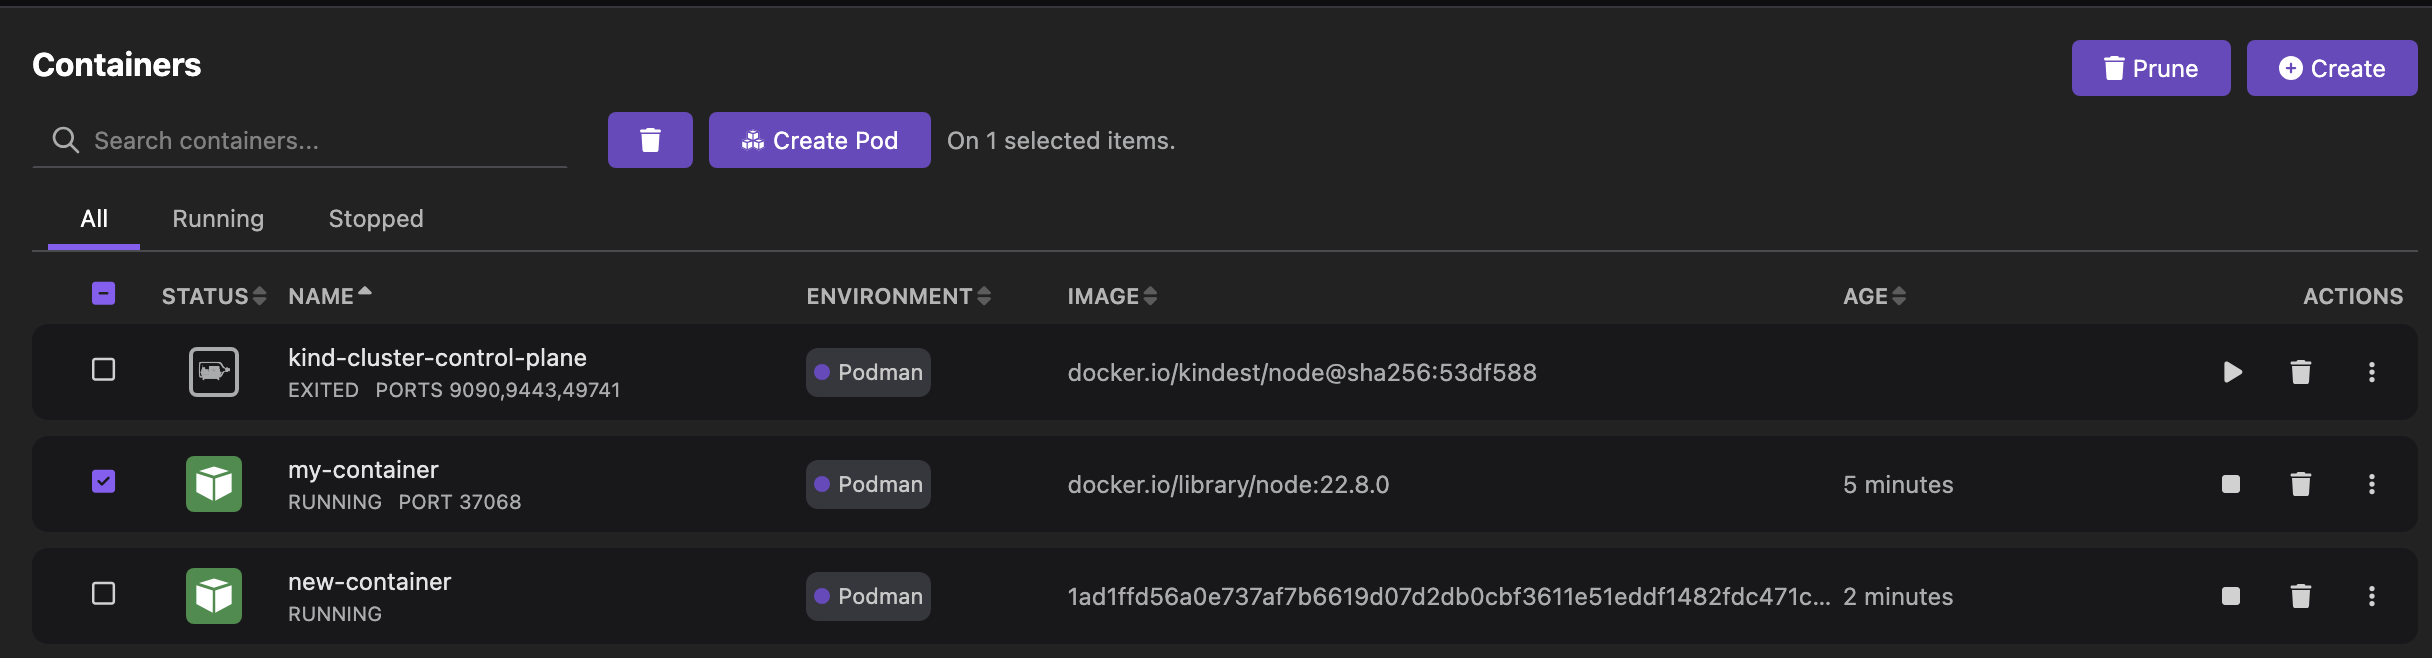 Containers
Prune
Create
Search containers...
Create Pod
On 1 selected items.
All Running Stopped
STATUS NAME ENVIRONMENT IMAGE AGE ACTIONS
kind-cluster-control-plane
EXITED PORTS 9090,9443,49741
Podman
docker.io/kindest/node@sha256:53df588
my-container
RUNNING PORT 37068
Podman
docker.io/library/node:22.8.0
5 minutes
new-container
RUNNING
Podman
1ad1ffd56a0e737af7b6619d07d2db0cbf3611e51eddf1482fdc471c...
2 minutes